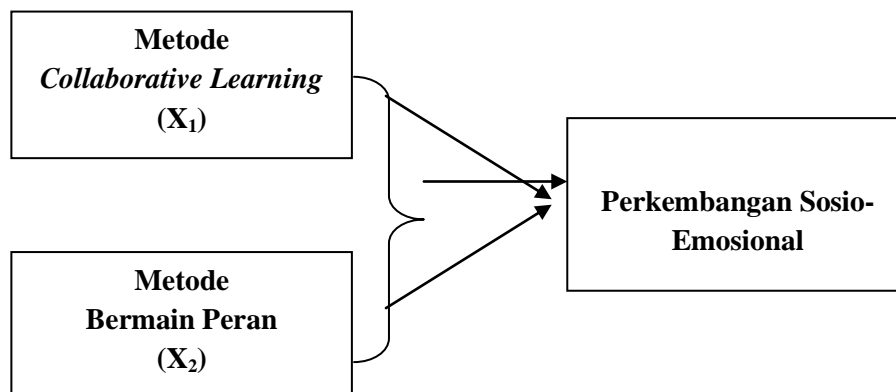 Metode
Collaborative Learning
(X₁)
Perkembangan Sosio-
Emosional
Metode
Bermain Peran
(X₂)